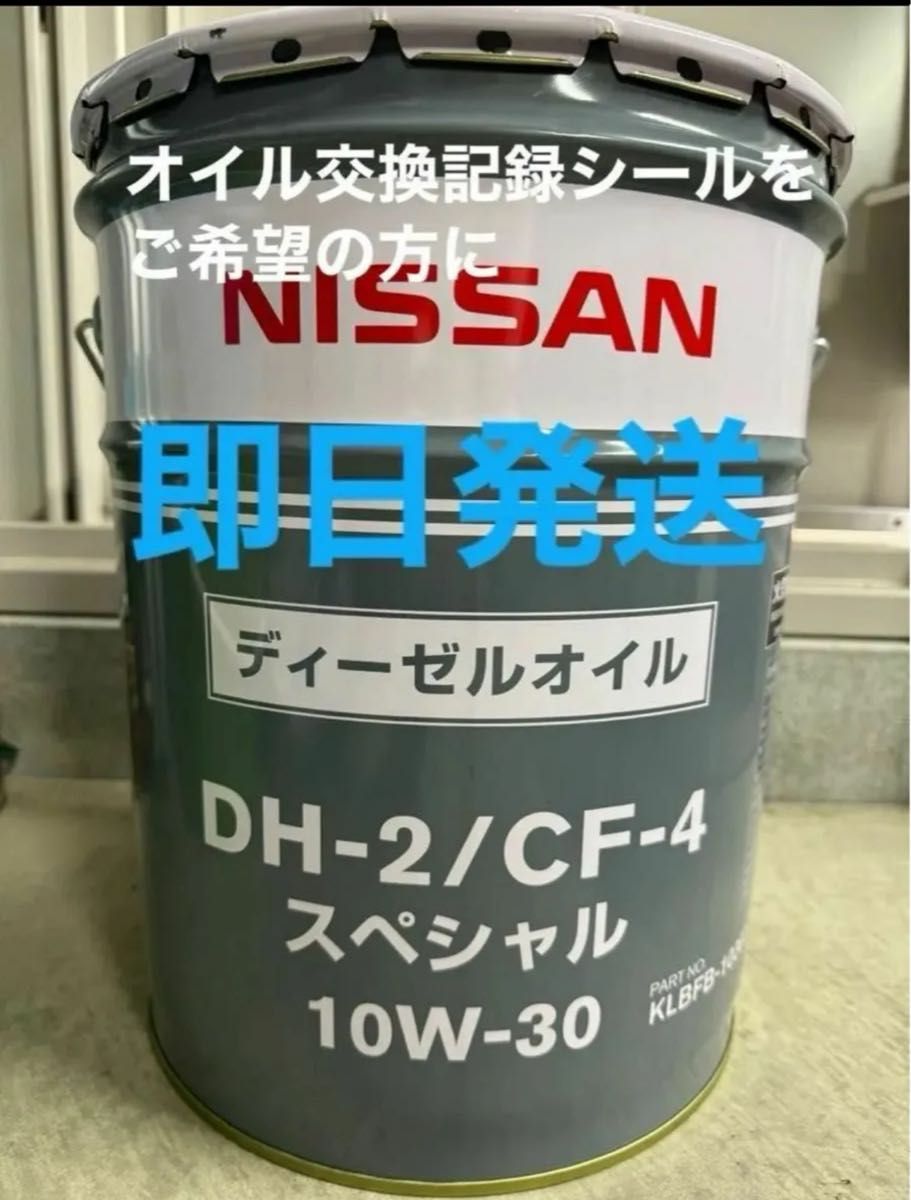 オイル交換記録シールを
ご希望の方に
NISSAN
即日発送
ディーゼルオイル
DH-2/CF-4
スペシャル
10W-30
PART NO.